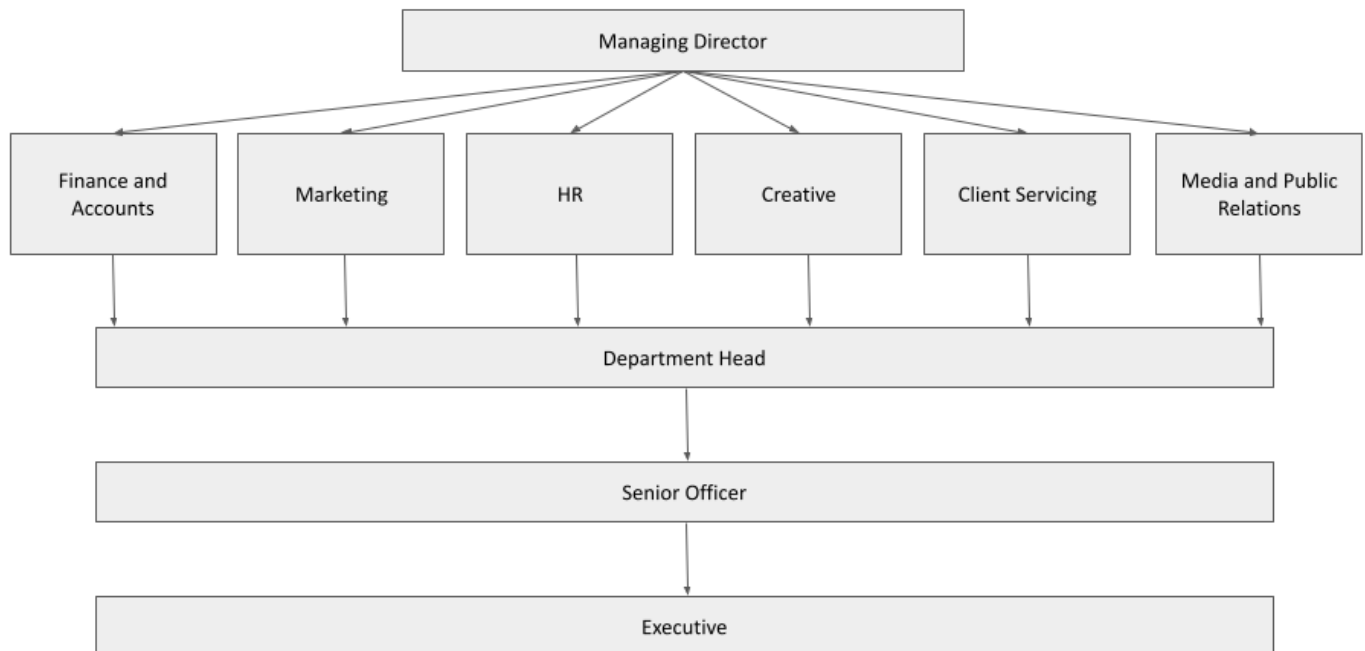 Managing Director
Finance and
Accounts
Marketing
HR
Creative
Client Servicing
Media and Public
Relations
Department Head
Senior Officer
Executive